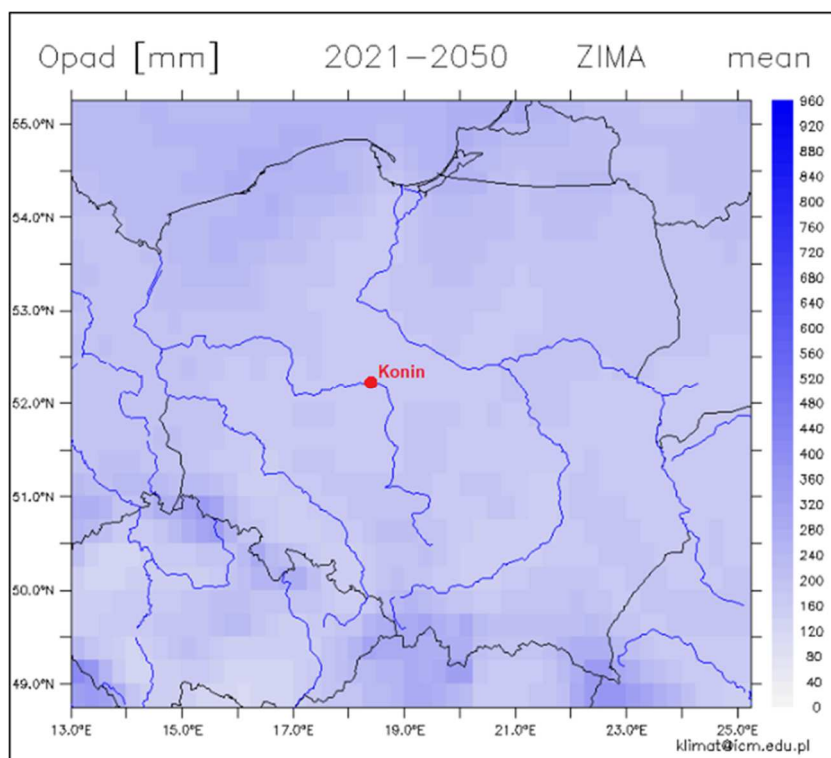 Opad [mm] 2021-2050 ZIMA mean
55.0°N
54.0°N
53.0°N
52.0°N
51.0°N
50.0°N
49.0°N
Konin
960
920
880
840
800
760
720
680
640
600
560
520
480
440
400
360
320
280
240
200
160
120
80
40
0
13.0°E 15.0°E 17.0°E 19.0°E 21.0°E 23.0°E 25.0°E
klimat@icm.edu.pl